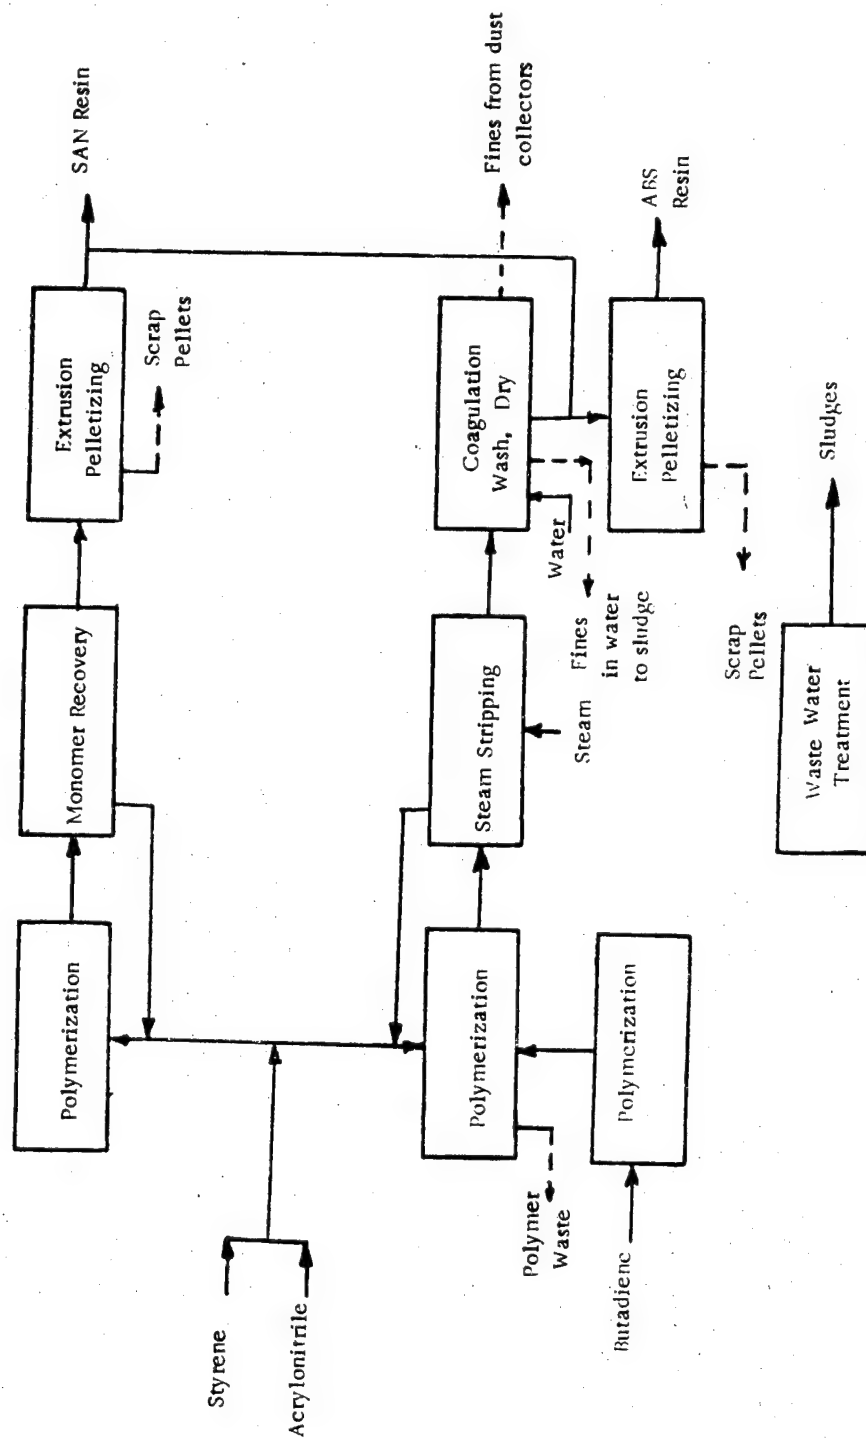 Styrene
Acrylonitrile
Polymerization
Monomer Recovery
Extrusion
Pelletizing
SAN Resin
Scrap
Pellets
Polymerization
Polymer
Waste
Steam Stripping
Steam
Coagulation
Wash, Dry
Fines from dust
collectors
Water
Fines
in water
to sludge
Butadiene
Polymerization
Extrusion
Pelletizing
ABS
Resin
Scrap
Pellets
Waste Water
Treatment
Sludges